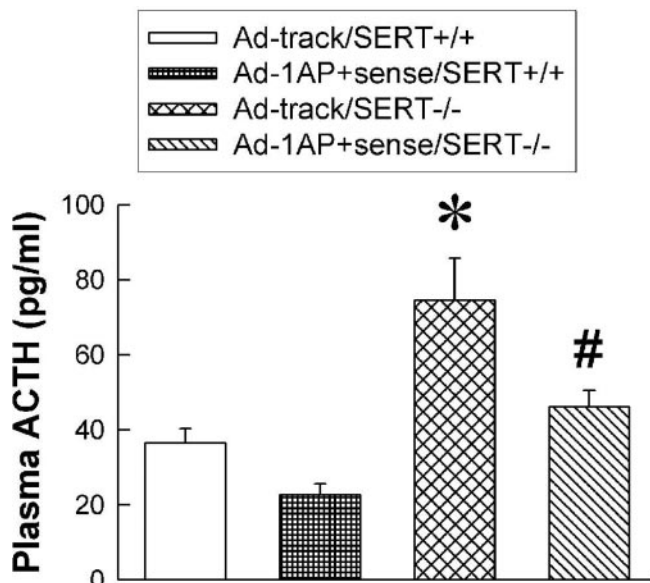 Ad-track/SERT+/+
Ad-1AP+sense/SERT+/+
Ad-track/SERT-/-
Ad-1AP+sense/SERT-/-
Plasma ACTH (pg/ml)
100
80
60
40
20
0
*
#